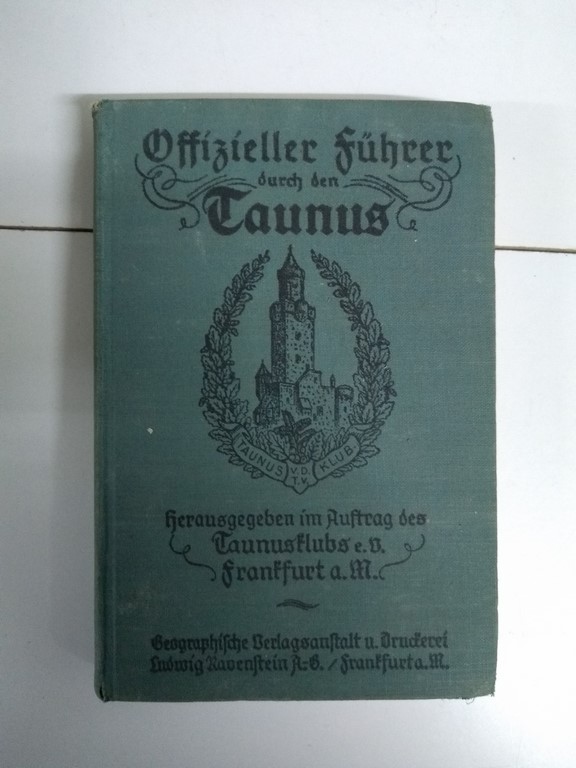 Offizieller Führer
durch den
Taunus
TAUNUS V.D. KLUB
T.V.
Herausgegeben im Auftrag des
Taunusklubs e.V.
Frankfurt a. M.
Geographische Verlagsanstalt u. Druckerei
Ludwig Ravenstein A-G. / Frankfurt a. M.